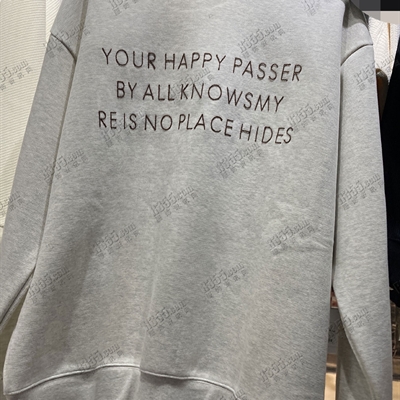 YOUR HAPPY PASSER
BY ALL KNOWSMY
RE IS NO PLACE HIDES